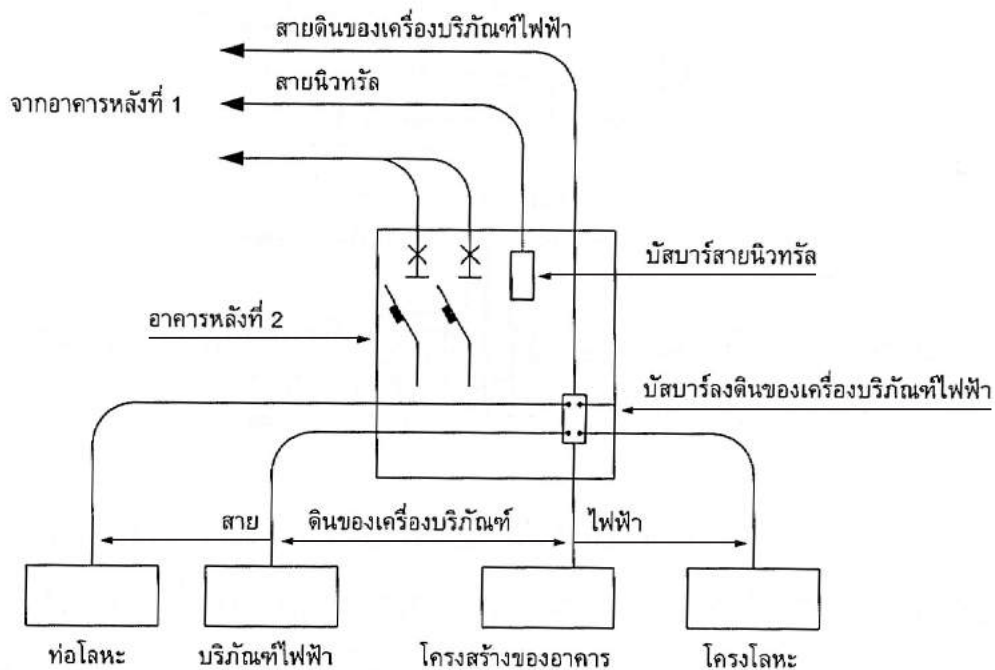 สายดินของเครื่องบริภัณฑ์ไฟฟ้า
สายนิวทรัล
จากอาคารหลังที่ 1
บัสบาร์สายนิวทรัล
อาคารหลังที่ 2
บัสบาร์ลงดินของเครื่องบริภัณฑ์ไฟฟ้า
สาย ดินของเครื่องบริภัณฑ์ ไฟฟ้า
ท่อโลหะ บริภัณฑ์ไฟฟ้า โครงสร้างของอาคาร โครงโลหะ